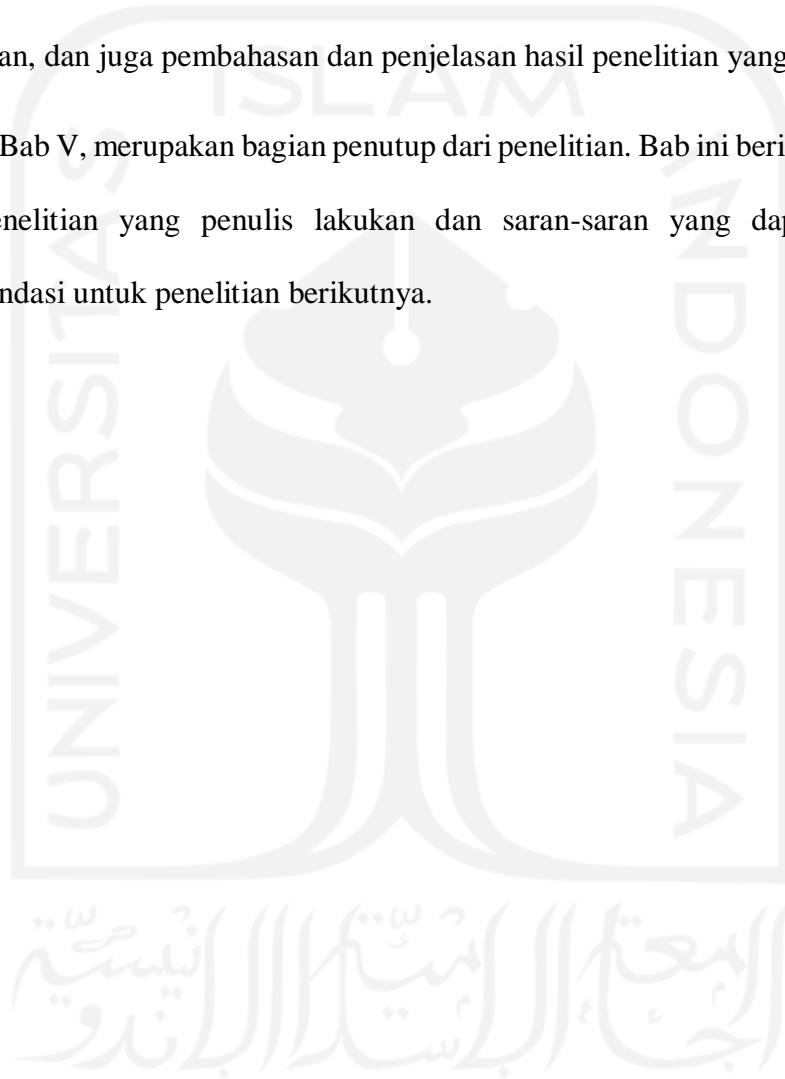 an, dan juga pembahasan dan penjelasan hasil penelitian yang
Bab V, merupakan bagian penutup dari penelitian. Bab ini beri
enelitian yang penulis lakukan dan saran-saran yang dap
ndasi untuk penelitian berikutnya.
ISLAM
UNIVERSITAS
INDONESIA